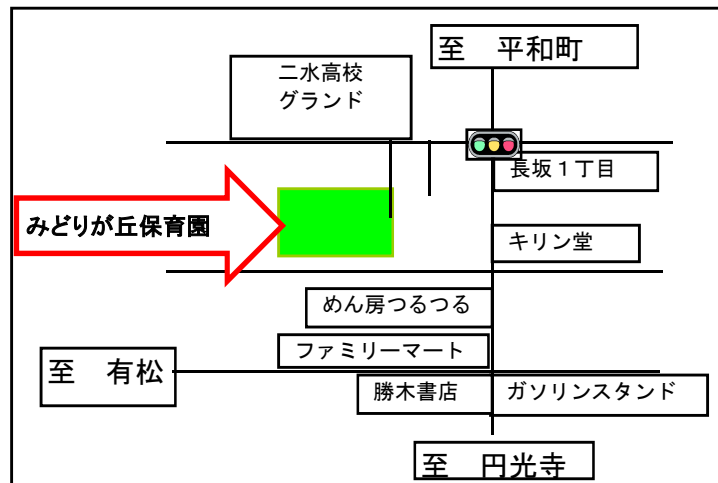 至　平和町
二水高校
グランド
長坂１丁目
みどりが丘保育園
キリン堂
めん房つるつる
ファミリーマート
至　有松
勝木書店
ガソリンスタンド
至　円光寺